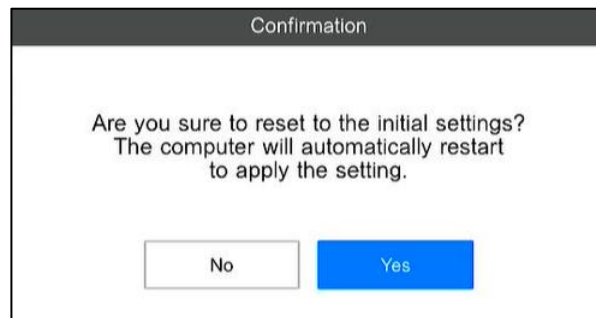 Confirmation
Are you sure to reset to the initial settings?
The computer will automatically restart
to apply the setting.
No
Yes